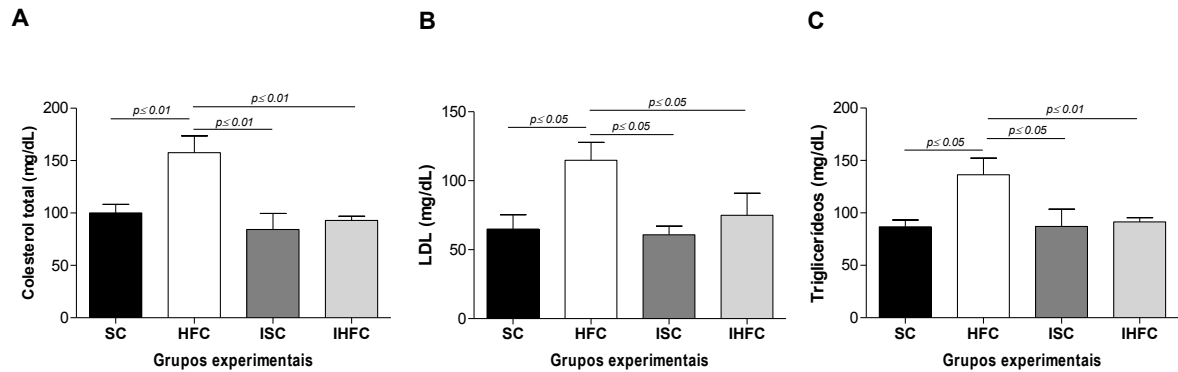 A
p≤ 0.01
p≤ 0.01
p≤ 0.01
Colesterol total (mg/dL)
200
150
100
50
0
SC HFC ISC IHFC
Grupos experimentais
B
p≤ 0.05
p≤ 0.05
p≤ 0.05
LDL (mg/dL)
150
100
50
0
SC HFC ISC IHFC
Grupos experimentais
C
p≤ 0.01
p≤ 0.05
p≤ 0.05
Triglicerídeos (mg/dL)
200
150
100
50
0
SC HFC ISC IHFC
Grupos experimentais